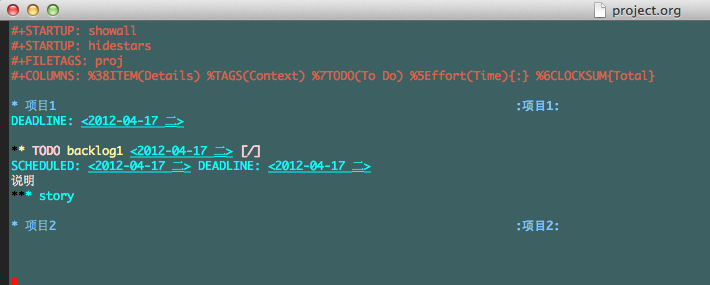 project.org
#+STARTUP: showall
#+STARTUP: hidestars
#+FILETAGS: proj
#+COLUMNS: %38ITEM(Details) %TAGS(Context) %7TODO(To Do) %5Effort(Time){:} %6CLOCKSUM{Total}
* 项目1 :项目1:
DEADLINE: <2012-04-17 二>
** TODO backlog1 <2012-04-17 二> [/]
SCHEDULED: <2012-04-17 二> DEADLINE: <2012-04-17 二>
说明
*** story
* 项目2 :项目2: